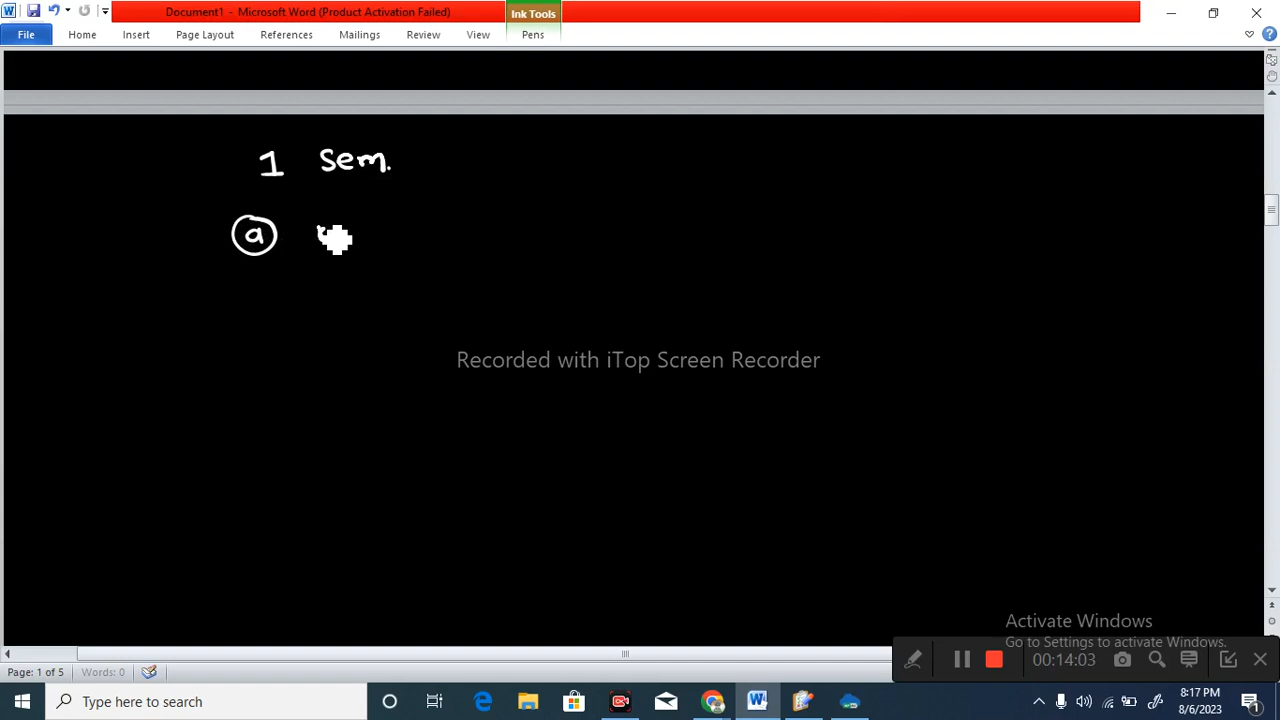 Document1 - Microsoft Word (Product Activation Failed)
Ink Tools
File Home Insert Page Layout References Mailings Review View Pens
1 Sem.
a
Recorded with iTop Screen Recorder
Activate Windows
Go to Settings to activate Windows.
00:14:03
Page: 1 of 5 Words: 0
Type here to search
8:17 PM
8/6/2023